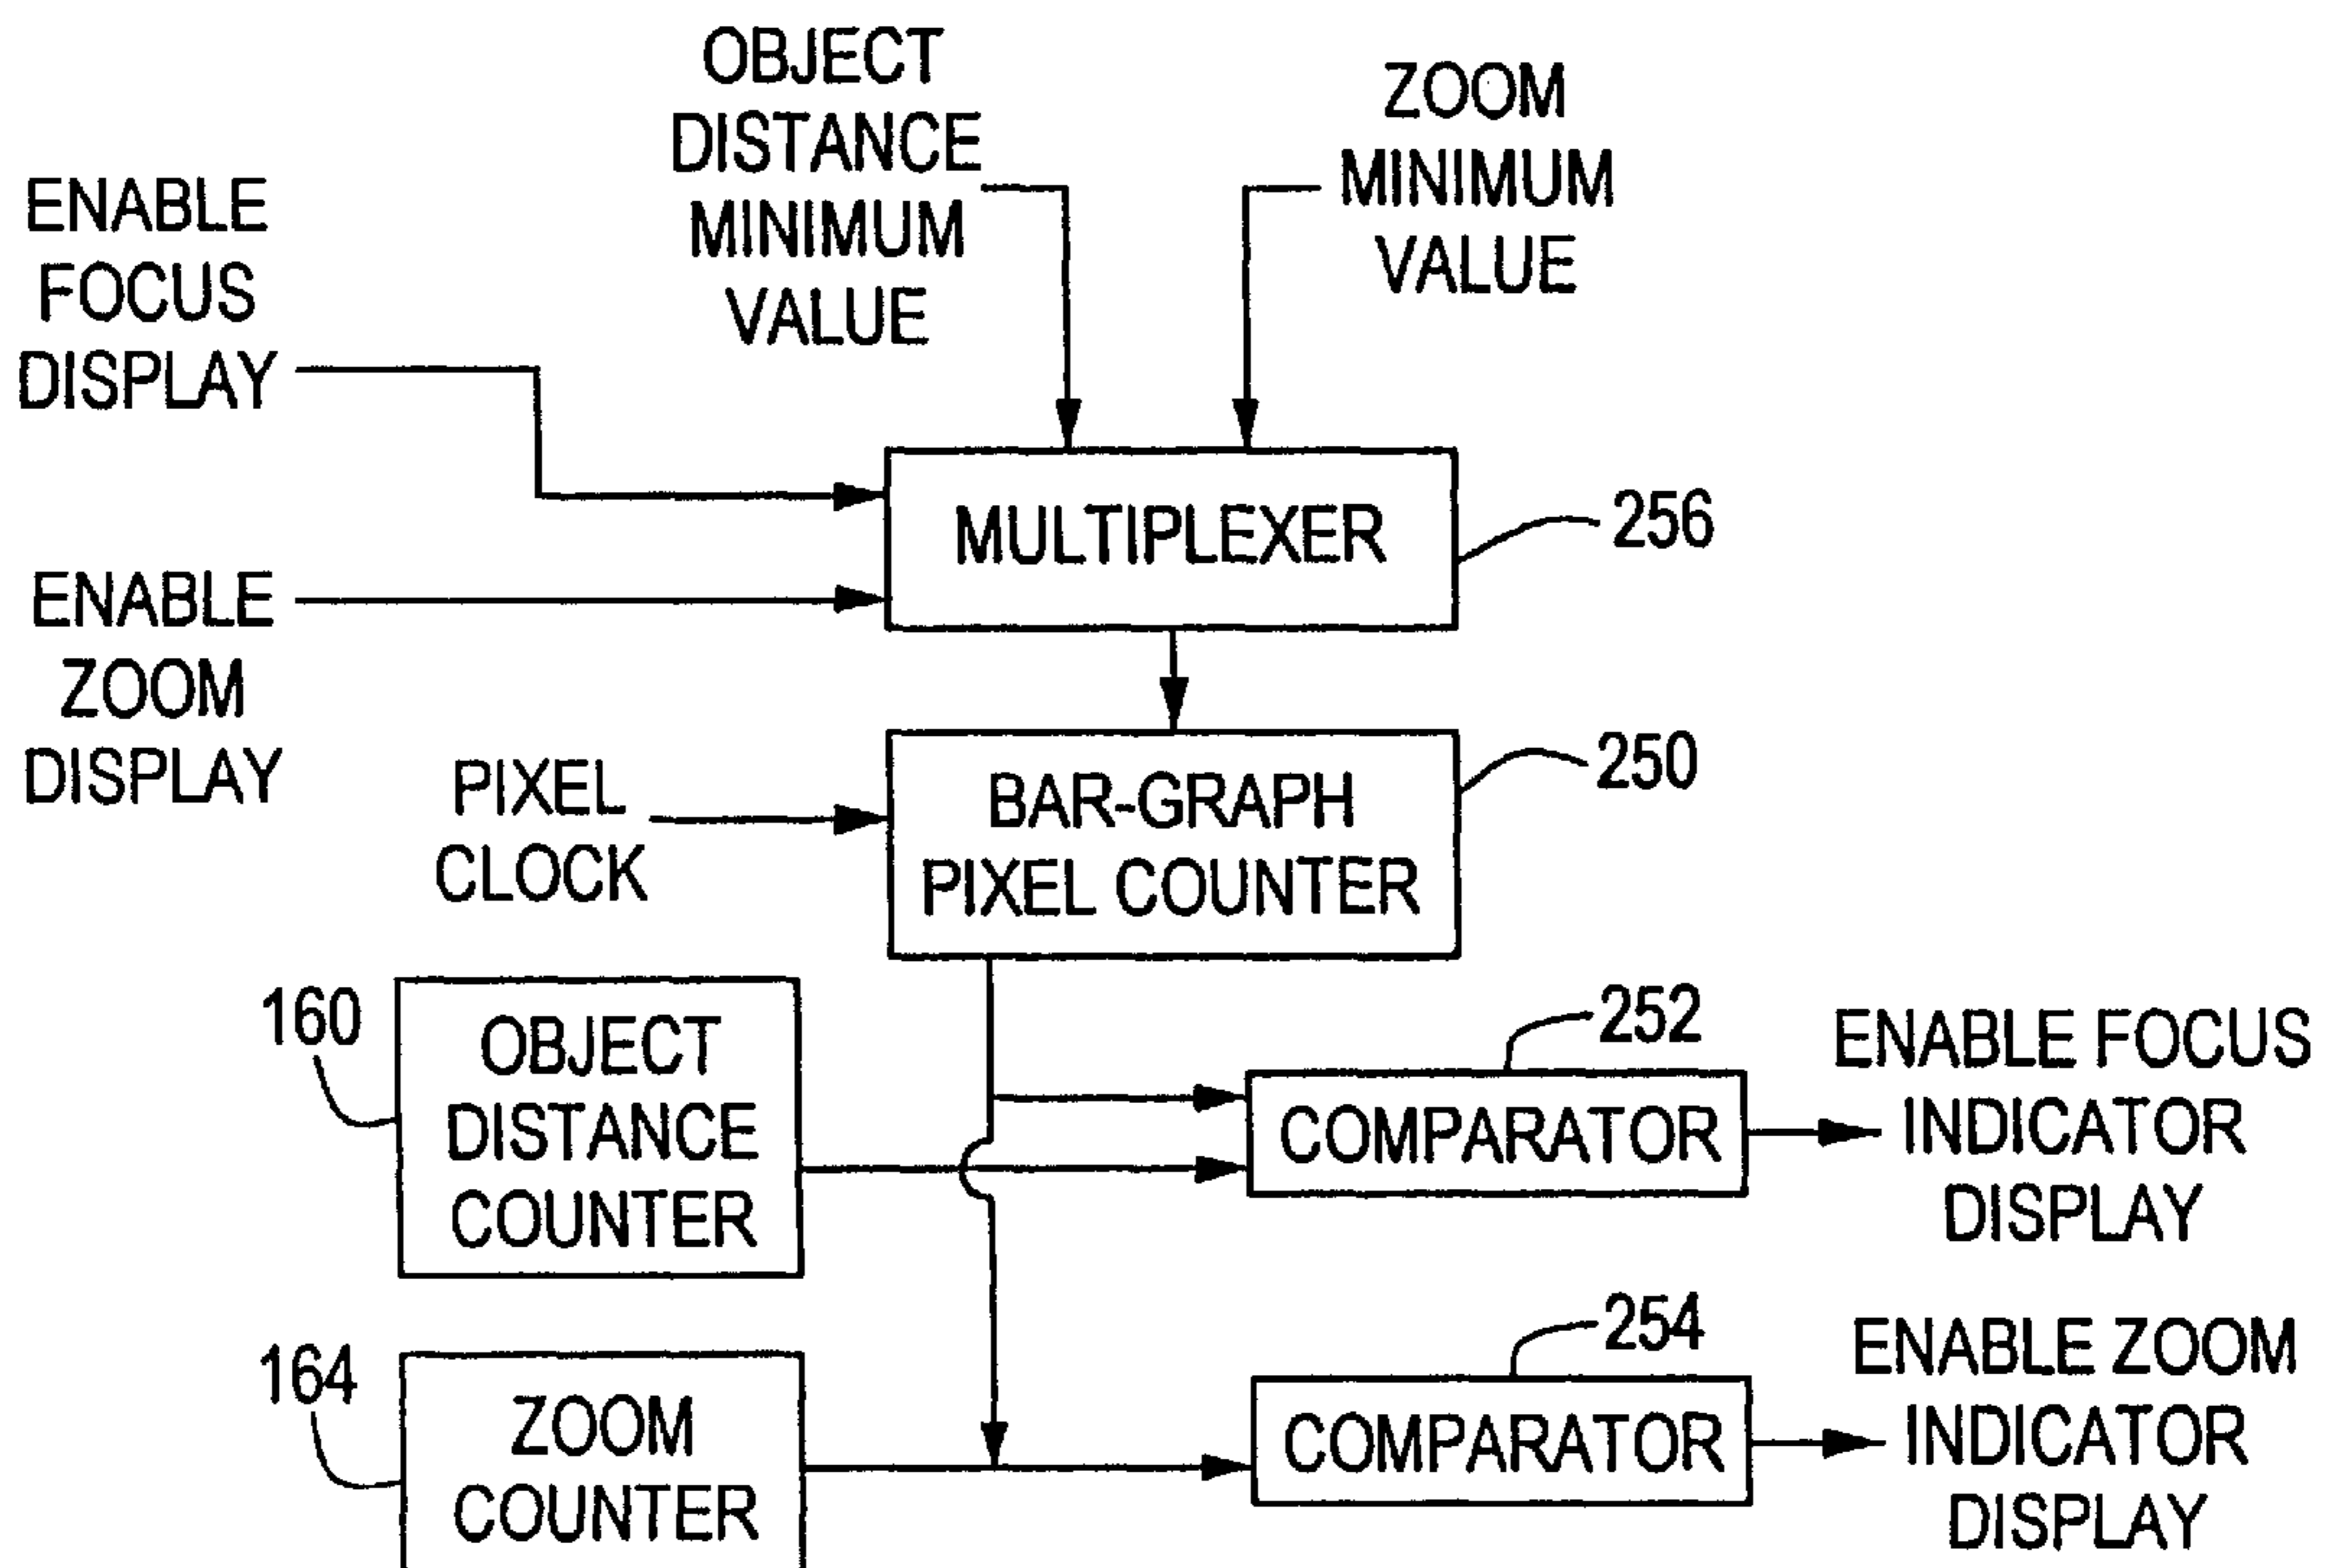 OBJECT
DISTANCE
MINIMUM
VALUE
ZOOM
MINIMUM
VALUE
ENABLE
FOCUS
DISPLAY
MULTIPLEXER
256
ENABLE
ZOOM
DISPLAY
PIXEL
CLOCK
BAR-GRAPH
PIXEL COUNTER
250
160
OBJECT
DISTANCE
COUNTER
252
COMPARATOR
ENABLE FOCUS
INDICATOR
DISPLAY
164
ZOOM
COUNTER
254
COMPARATOR
ENABLE ZOOM
INDICATOR
DISPLAY